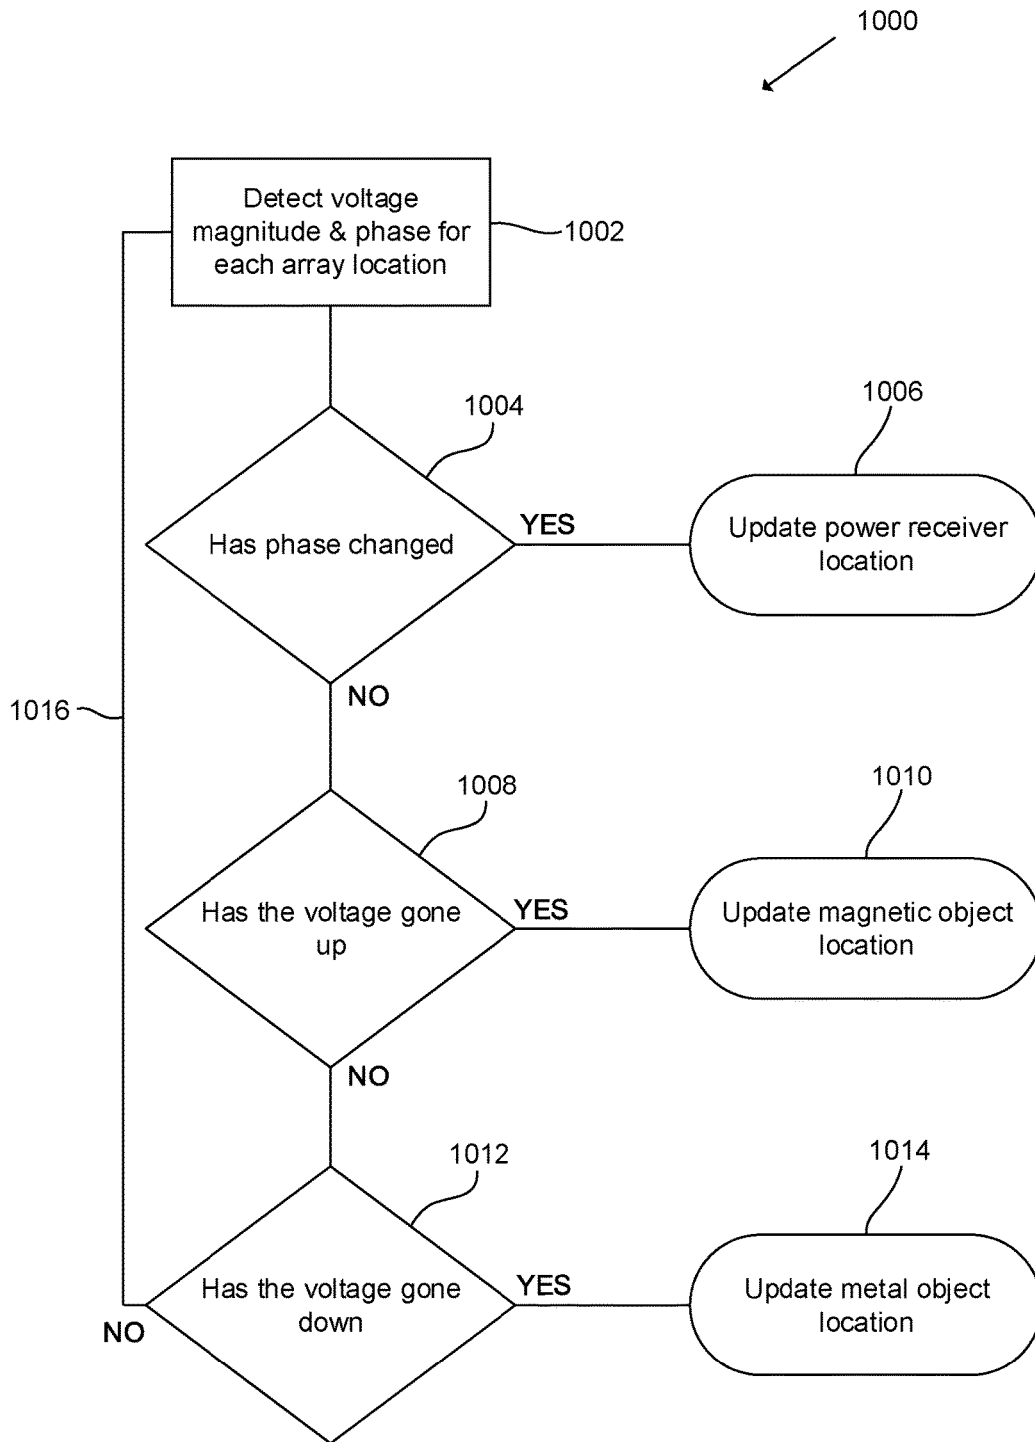 1000
Detect voltage
magnitude & phase for
each array location
1002
1004
1006
Has phase changed
YES
Update power receiver
location
NO
1016
1008
1010
Has the voltage gone
up
YES
Update magnetic object
location
NO
1012
1014
Has the voltage gone
down
YES
Update metal object
location
NO